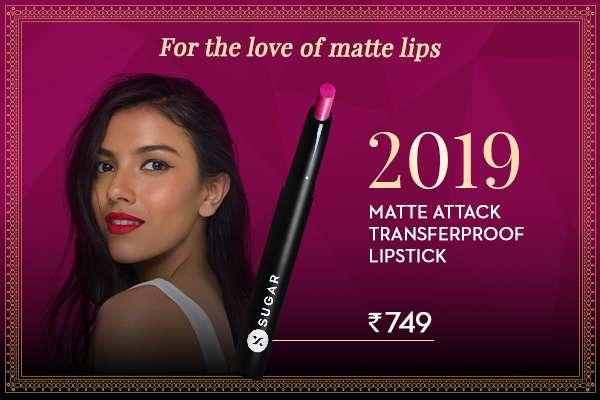 For the love of matte lips
2019
MATTE ATTACK
TRANSFERPROOF
LIPSTICK
₹749
SUGAR